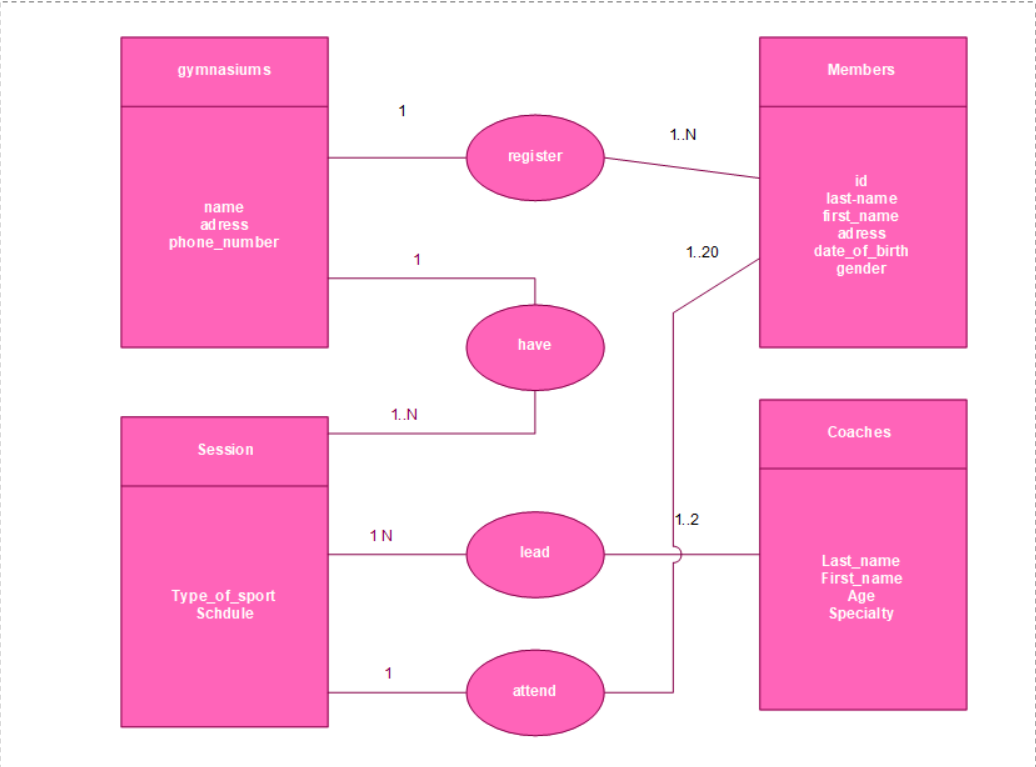 gymnasiums
name
adress
phone_number
1
register
1..N
Members
id
last-name
first_name
adress
date_of_birth
gender
1
have
1..N
1..20
Session
Type_of_sport
Schdule
1 N
lead
1..2
Coaches
Last_name
First_name
Age
Specialty
1
attend